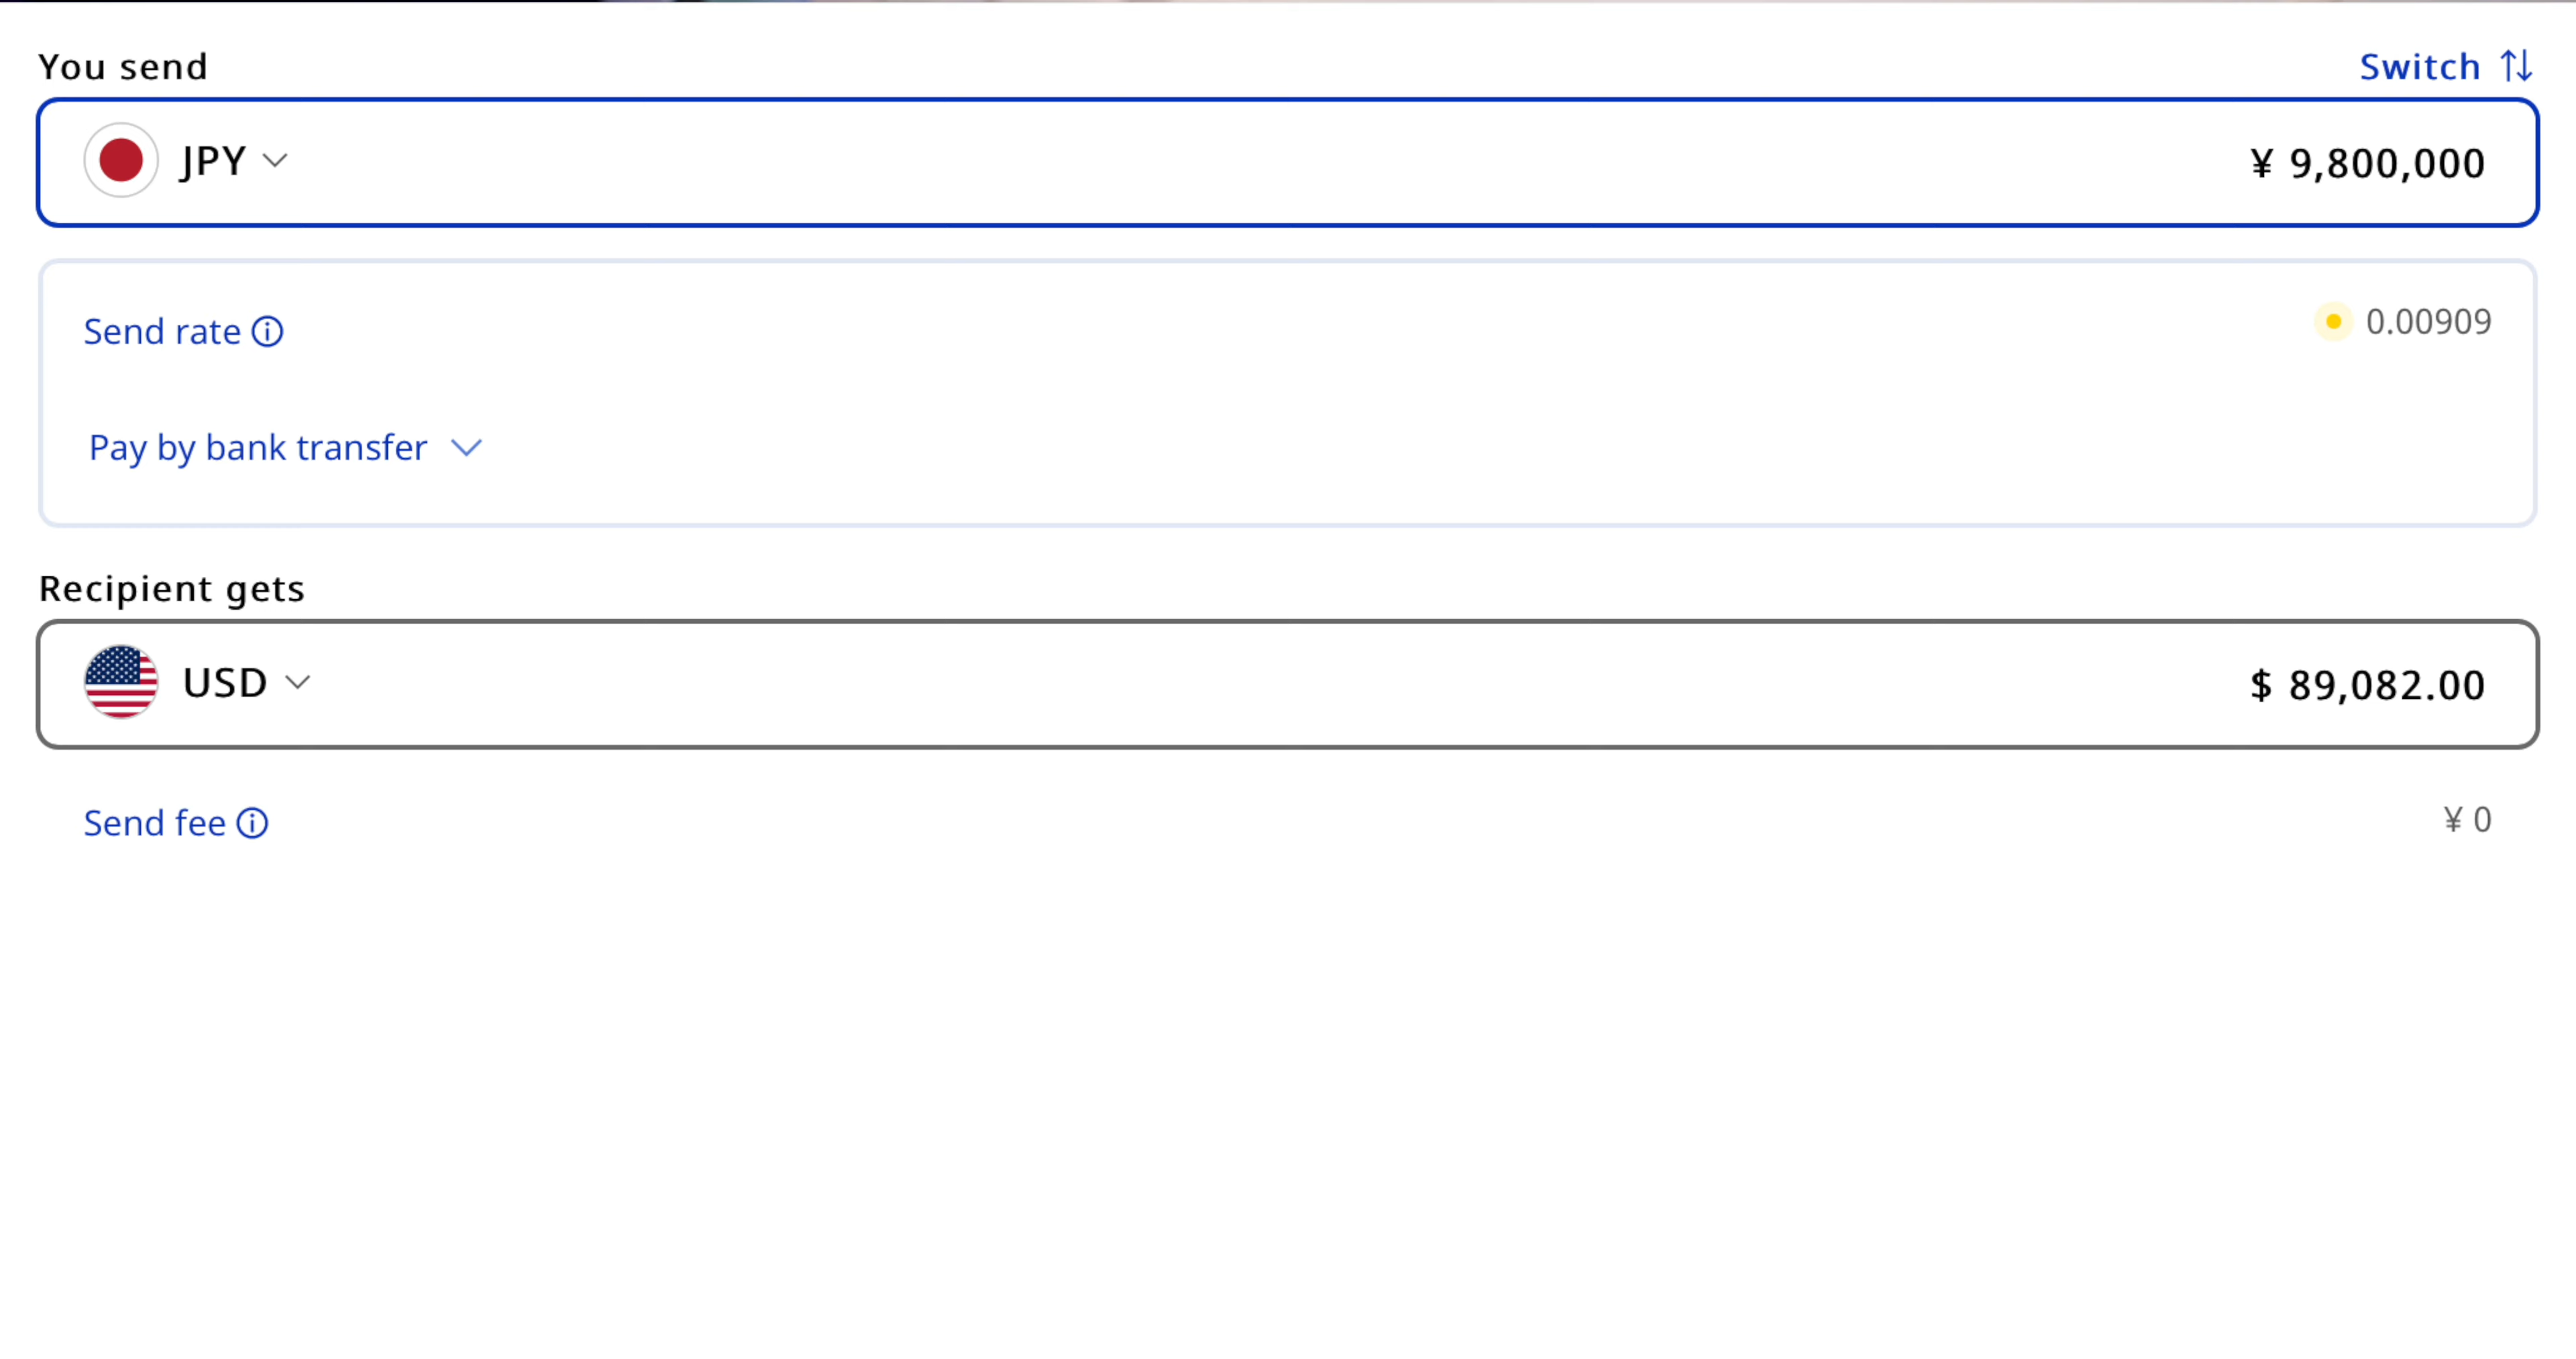 You send
Switch
JPY
¥ 9,800,000
Send rate
0.00909
Pay by bank transfer
Recipient gets
USD
$ 89,082.00
Send fee
¥ 0